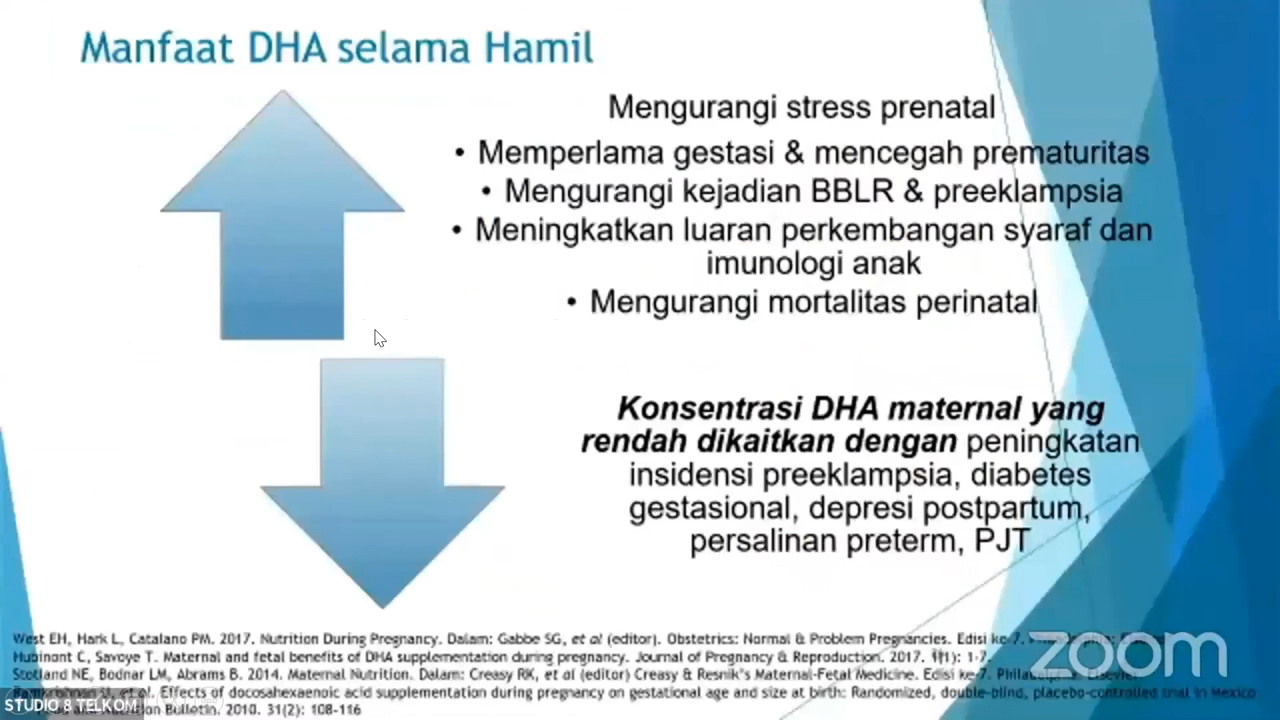 Manfaat DHA selama Hamil
Mengurangi stress prenatal
• Memperlama gestasi & mencegah prematuritas
• Mengurangi kejadian BBLR & preeklampsia
• Meningkatkan luaran perkembangan syaraf dan
imunologi anak
• Mengurangi mortalitas perinatal
Konsentrasi DHA maternal yang
rendah dikaitkan dengan peningkatan
insidensi preeklampsia, diabetes
gestasional, depresi postpartum,
persalinan preterm, PJT
West EH, Hark L, Catalano PM. 2017. Nutrition During Pregnancy. Dalam: Gabbe SG, et al (editor). Obstetrics: Normal & Problem Pregnancies. Edisi ke-7.
Hubinont C, Savoye T. Maternal and fetal benefits of DHA supplementation during pregnancy. Journal of Pregnancy & Reproduction. 2017. 1(1): 1-7.
Stotland NE, Bodnar LM, Abrams B. 2014. Maternal Nutrition. Dalam: Creasy RK, et al (editor) Creasy & Resnik's Maternal-Fetal Medicine. Edisi ke-7. Philadelphia: Elsevier
et al. Effects of docosahexaenoic acid supplementation during pregnancy on gestational age and size at birth: Randomized, double-blind, placebo-controlled trial in Mexico
Food and Nutrition Bulletin. 2010. 31(2): 108-116
zoom
STUDIO 8 TELKOM